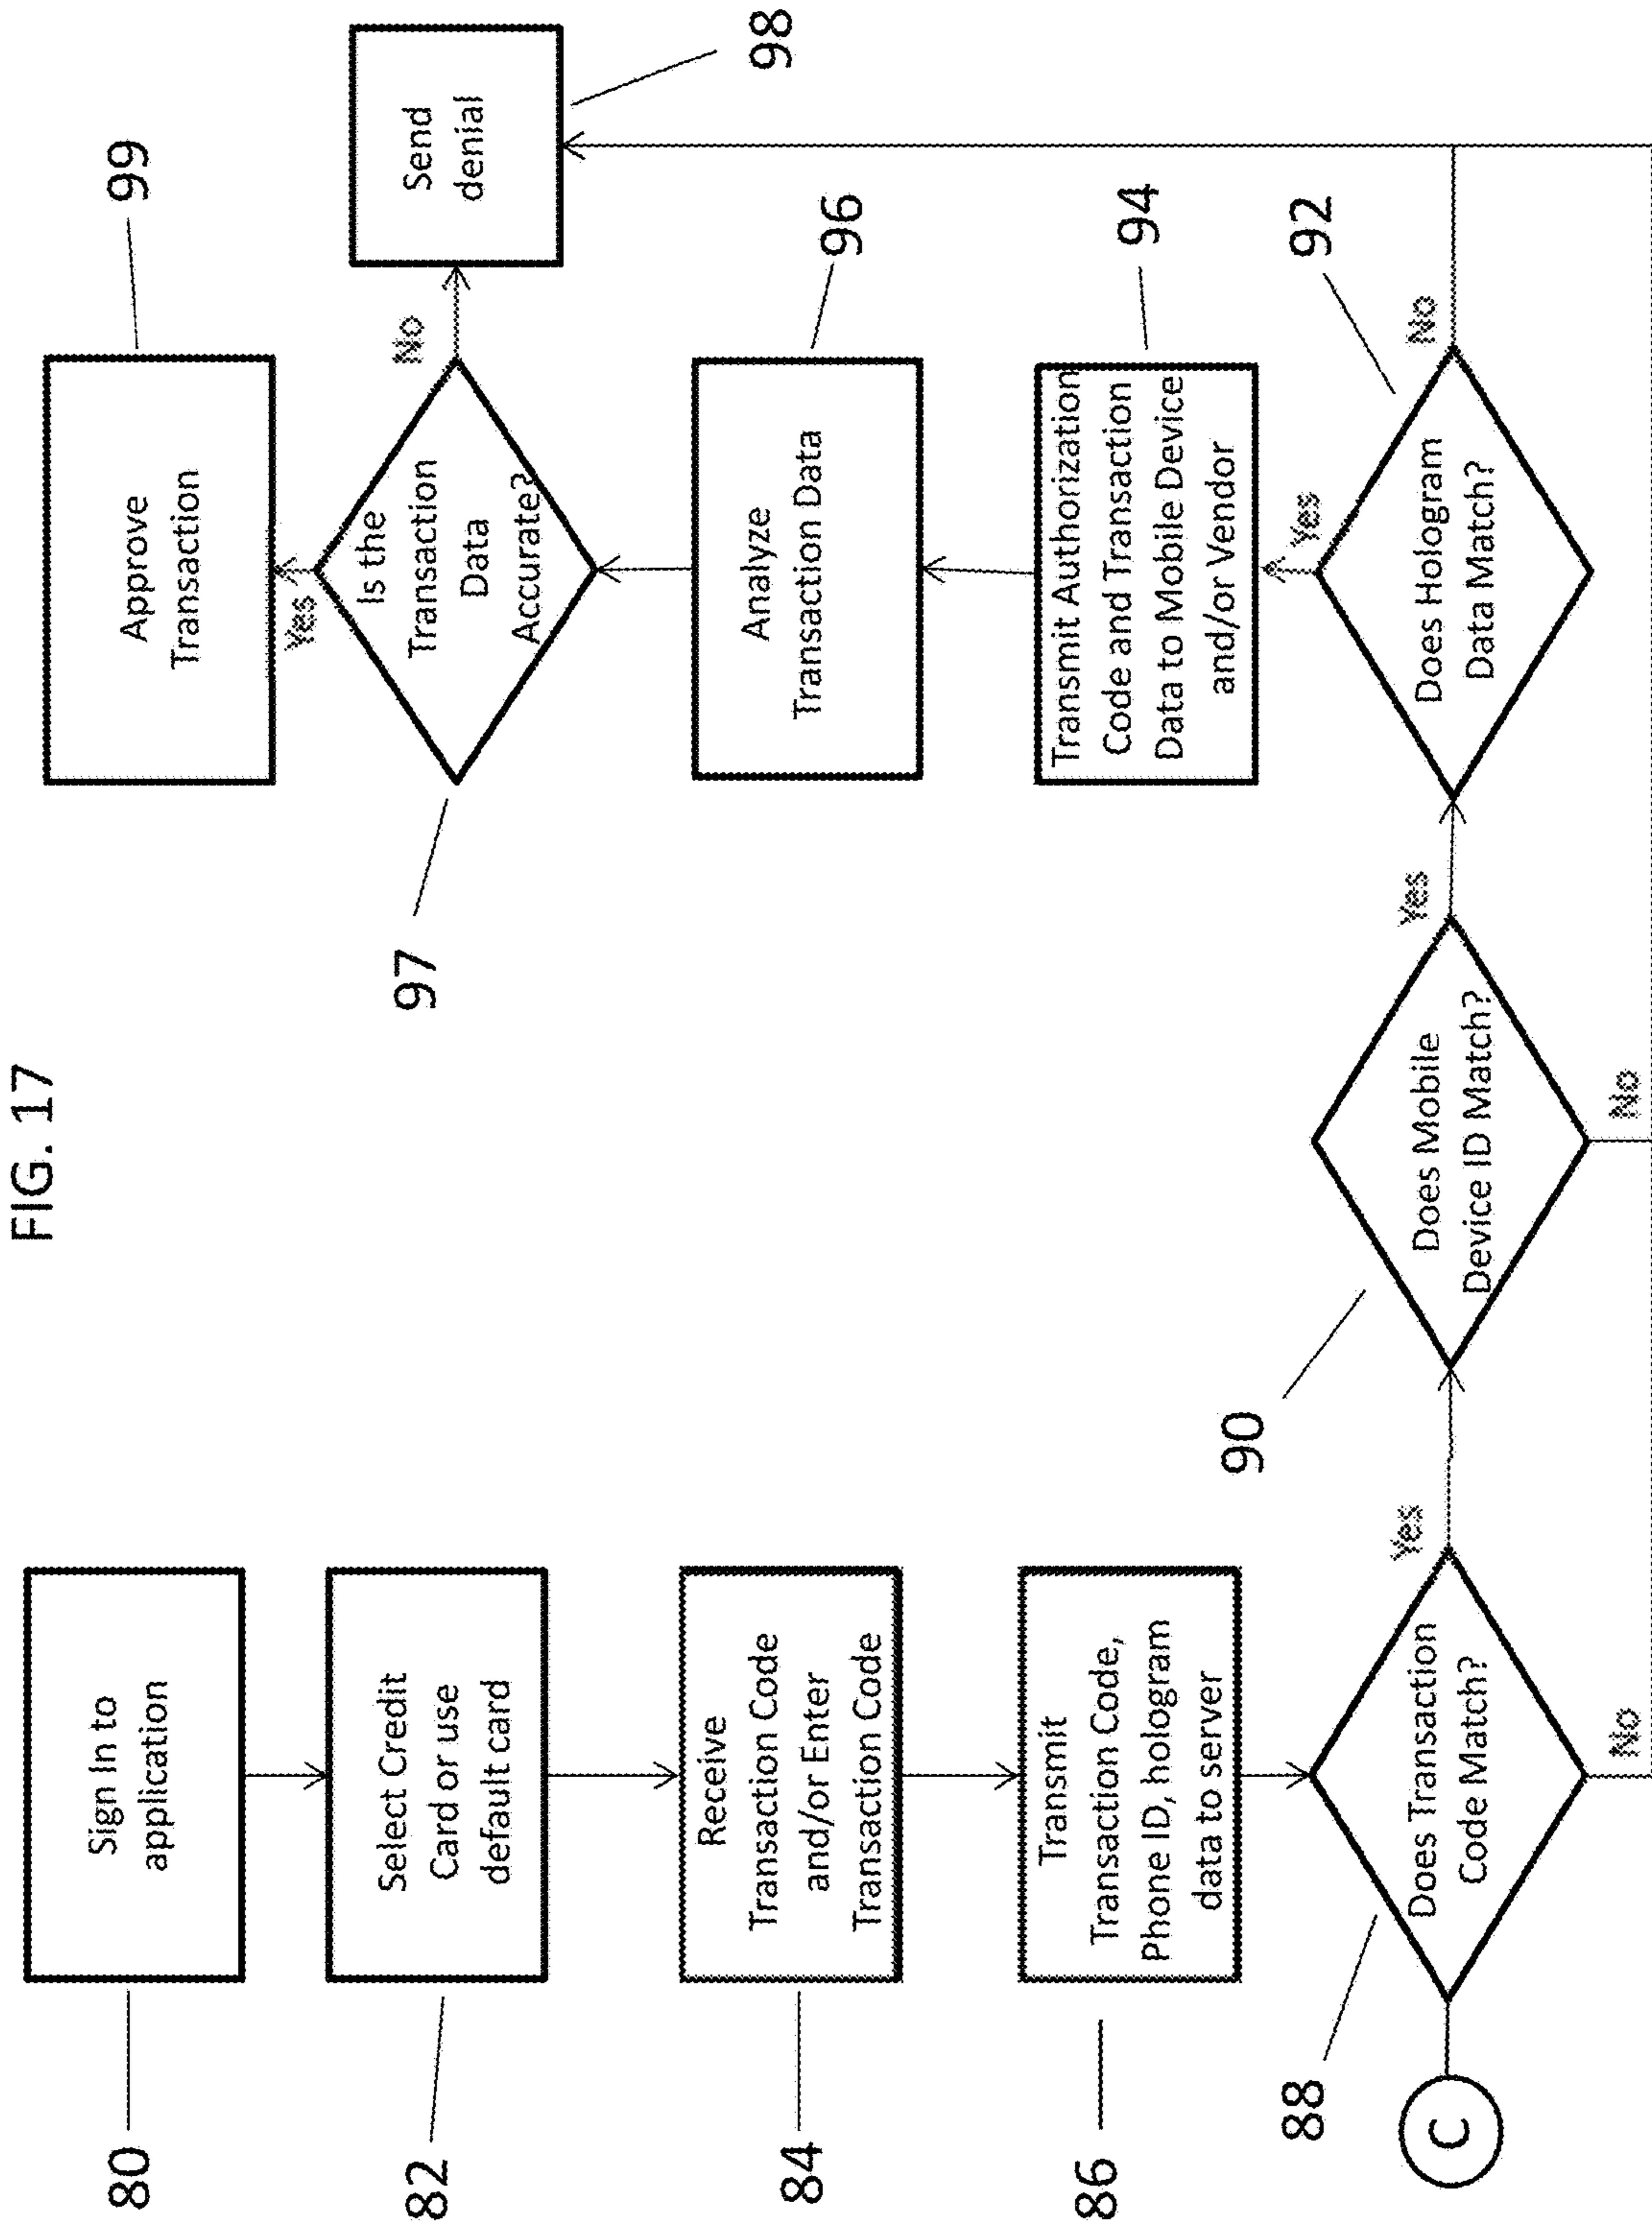 FIG. 17
80
Sign In to
application
82
Select Credit
Card or use
default card
84
Receive
Transaction Code
and/or Enter
Transaction Code
86
Transmit
Transaction Code,
Phone ID, hologram
data to server
88
C
Does Transaction
Code Match?
Yes
No
90
Does Mobile
Device ID Match?
Yes
No
92
Does Hologram
Data Match?
Yes
No
94
Transmit Authorization
Code and Transaction
Data to Mobile Device
and/or Vendor
96
Analyze
Transaction Data
97
Is the
Transaction
Data
Accurate?
Yes
No
98
Send
denial
99
Approve
Transaction